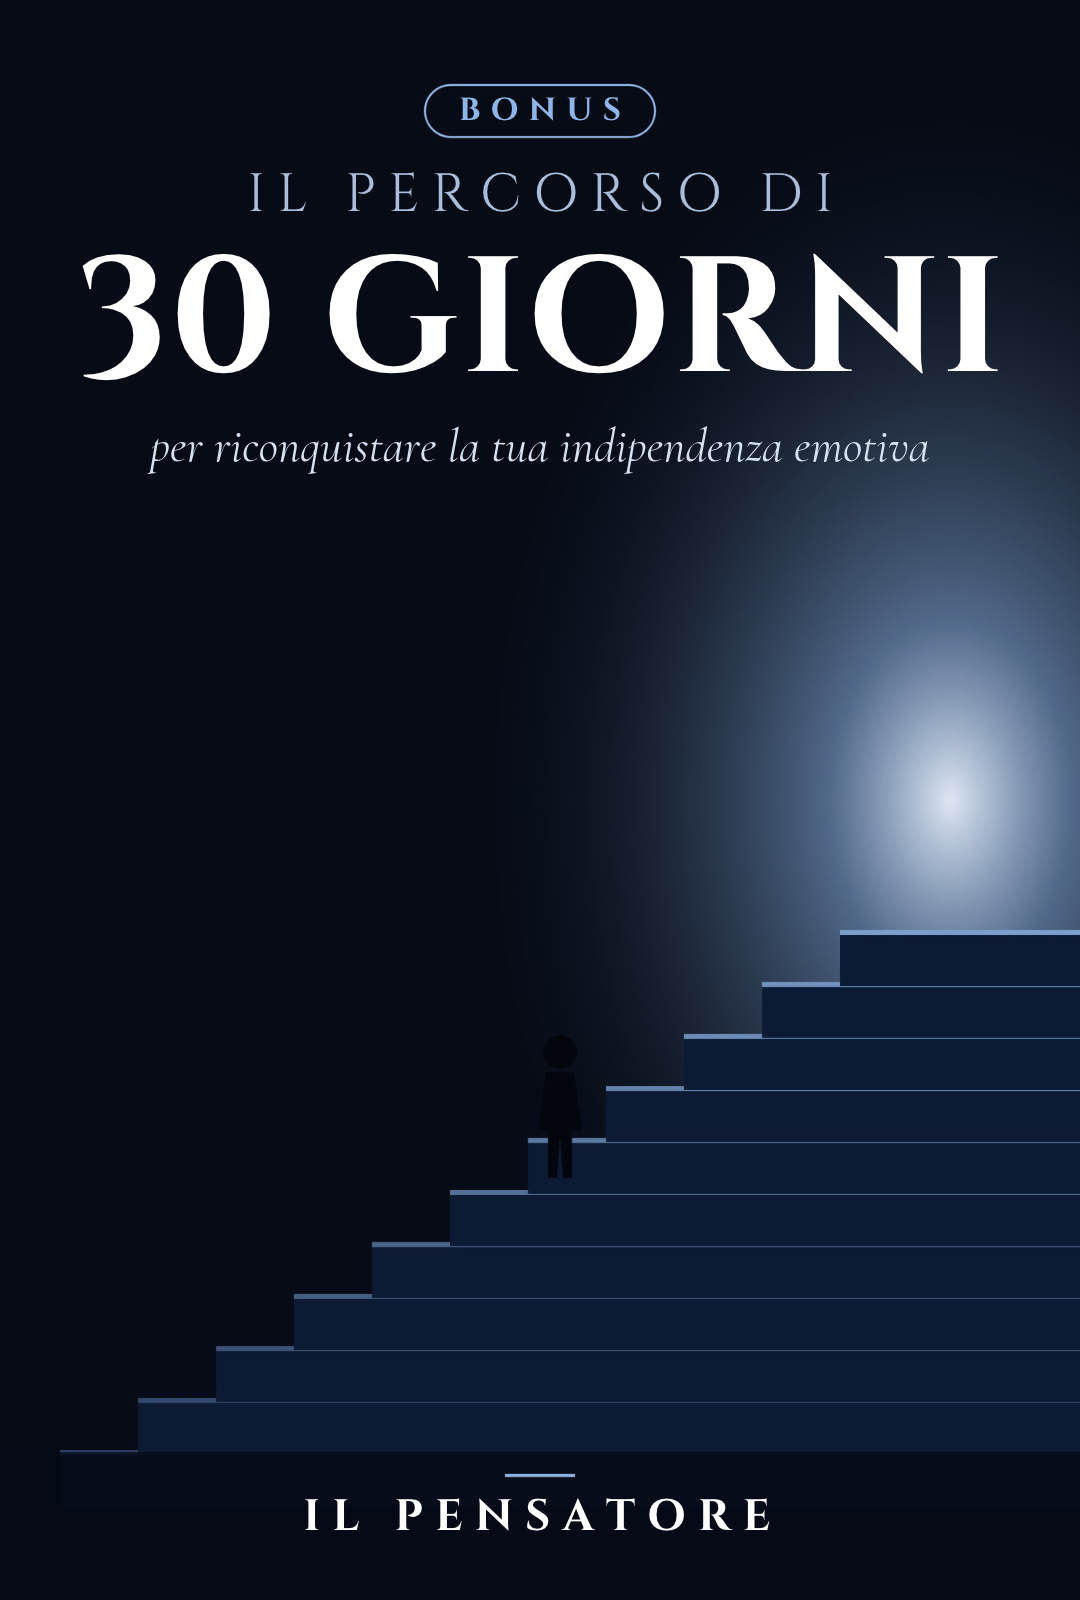 BONUS
IL PERCORSO DI
30 GIORNI
per riconquistare la tua indipendenza emotiva
IL PENSATORE